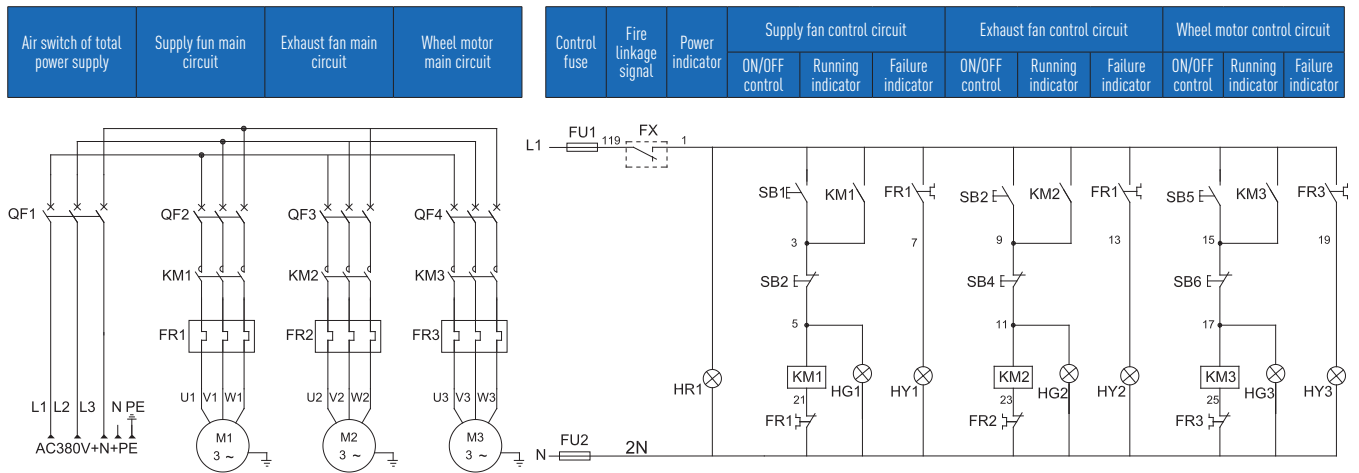 Air switch of total
power supply
Supply fun main
circuit
Exhaust fan main
circuit
Wheel motor
main circuit
Control
fuse
Fire
linkage
signal
Power
indicator
Supply fan control circuit
Exhaust fan control circuit
Wheel motor control circuit
ON/OFF
control
Running
indicator
Failure
indicator
ON/OFF
control
Running
indicator
Failure
indicator
ON/OFF
control
Running
indicator
Failure
indicator
QF1
QF2
QF3
QF4
KM1
KM2
KM3
FR1
FR2
FR3
U1 V1 W1
U2 V2 W2
U3 V3 W3
L1 L2 L3 N PE
AC380V+N+PE
M1
3 ~
M2
3 ~
M3
3 ~
L1 FU1 119 FX 1
SB1 KM1 FR1 SB2 KM2 FR1 SB5 KM3 FR3
3 7 9 13 15 19
SB2 SB4 SB6
5 11 17
HR1 KM1 HG1 HY1 KM2 HG2 HY2 KM3 HG3 HY3
21 23 25
FR1 FR2 FR3
N FU2 2N